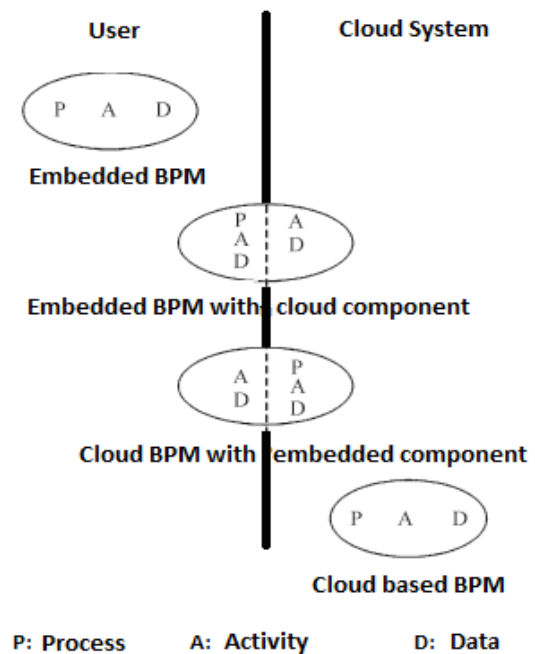 User Cloud System
P A D
Embedded BPM
P A
A D
D
Embedded BPM with cloud component
A P
D A
D
Cloud BPM with embedded component
P A D
Cloud based BPM
P: Process A: Activity D: Data